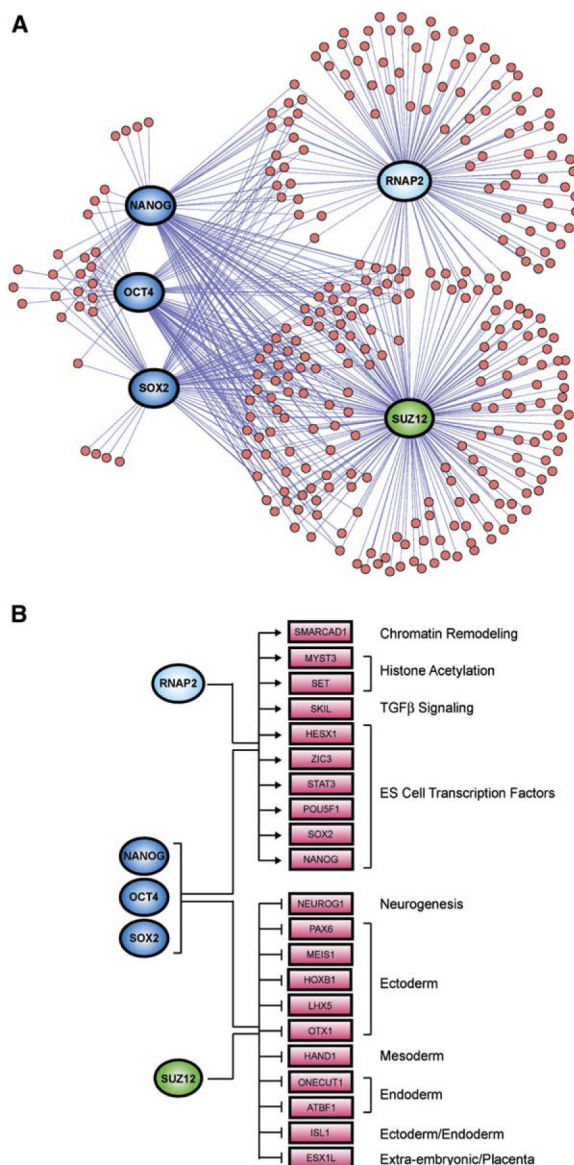 A
NANOG
RNAP2
OCT4
SOX2
SUZ12
B
SMARCAD1 Chromatin Remodeling
MYST3
Histone Acetylation
SET
RNAP2
SKIL TGFβ Signaling
HESX1
ZIC3
STAT3
ES Cell Transcription Factors
POU5F1
SOX2
NANOG
NANOG
OCT4
SOX2
NEUROG1 Neurogenesis
PAX6
MEIS1
HOXB1
Ectoderm
LHX5
OTX1
HAND1 Mesoderm
SUZ12
ONECUT1
Endoderm
ATBF1
ISL1 Ectoderm/Endoderm
ESX1L Extra-embryonic/Placenta